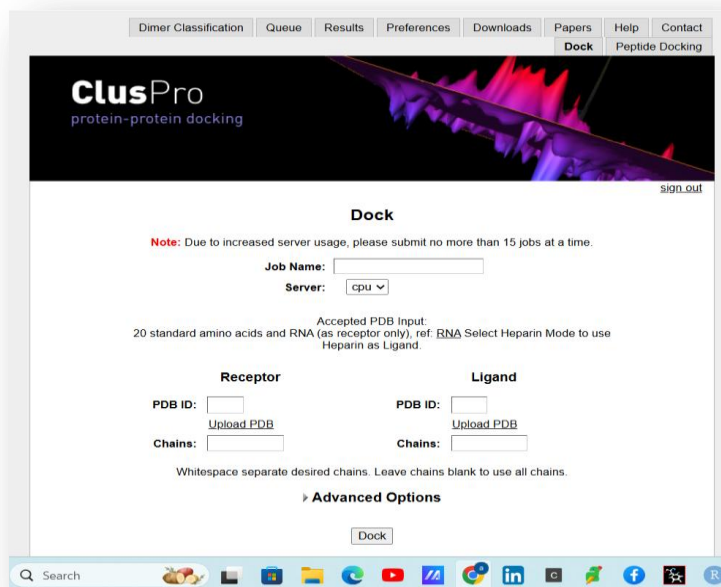 Dimer Classification Queue Results Preferences Downloads Papers Help Contact
Dock Peptide Docking
ClusPro
protein-protein docking
sign out
Dock
Note: Due to increased server usage, please submit no more than 15 jobs at a time.
Job Name:
Server: cpu
Accepted PDB Input:
20 standard amino acids and RNA (as receptor only), ref: RNA Select Heparin Mode to use
Heparin as Ligand.
Receptor Ligand
PDB ID: PDB ID:
Upload PDB Upload PDB
Chains: Chains:
Whitespace separate desired chains. Leave chains blank to use all chains.
Advanced Options
Dock
Search